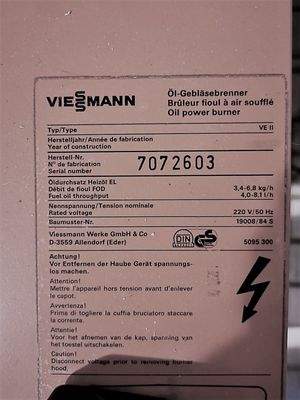 VIESSMANN
Öl-Gebläsebrenner
Brûleur fioul à air soufflé
Oil power burner
Typ/Type VE II
Herstelljahr/Année de fabrication
Year of construction
Herstell-Nr.
N° de fabrication
Serial number
7072603
Öldurchsatz Heizöl EL
Débit de fioul FOD 3,4-6,8 kg/h
Fuel oil throughput 4,0-8,1 l/h
Nennspannung/Tension nominale
Rated voltage 220 V/50 Hz
Baumuster-Nr. 19008/84 S
Viessmann Werke GmbH & Co
D-3559 Allendorf (Eder)
DIN
GS
5095 300
Achtung!
Vor Entfernen der Haube Gerät spannungs-
los machen.
Attention!
Mettre l'appareil hors tension avant d'enlever
le capot.
Avvertenza!
Prima di togliere la cuffia bruciatore staccare
la corrente.
Attentie!
Voor het afnemen van de kap, spanning van
het toestel uitschakelen.
Caution!
Disconnect voltage prior to removing burner
hood.